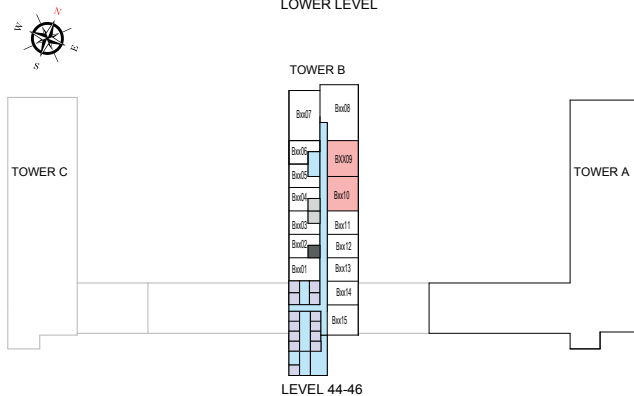 LOWER LEVEL
N
W
E
S
TOWER B
TOWER C
TOWER A
Bxx08
Bxx07
Bxx06
BXX09
Bxx05
Bxx04
Bxx10
Bxx03
Bxx11
Bxx02
Bxx12
Bxx01
Bxx13
Bxx14
Bxx15
LEVEL 44-46